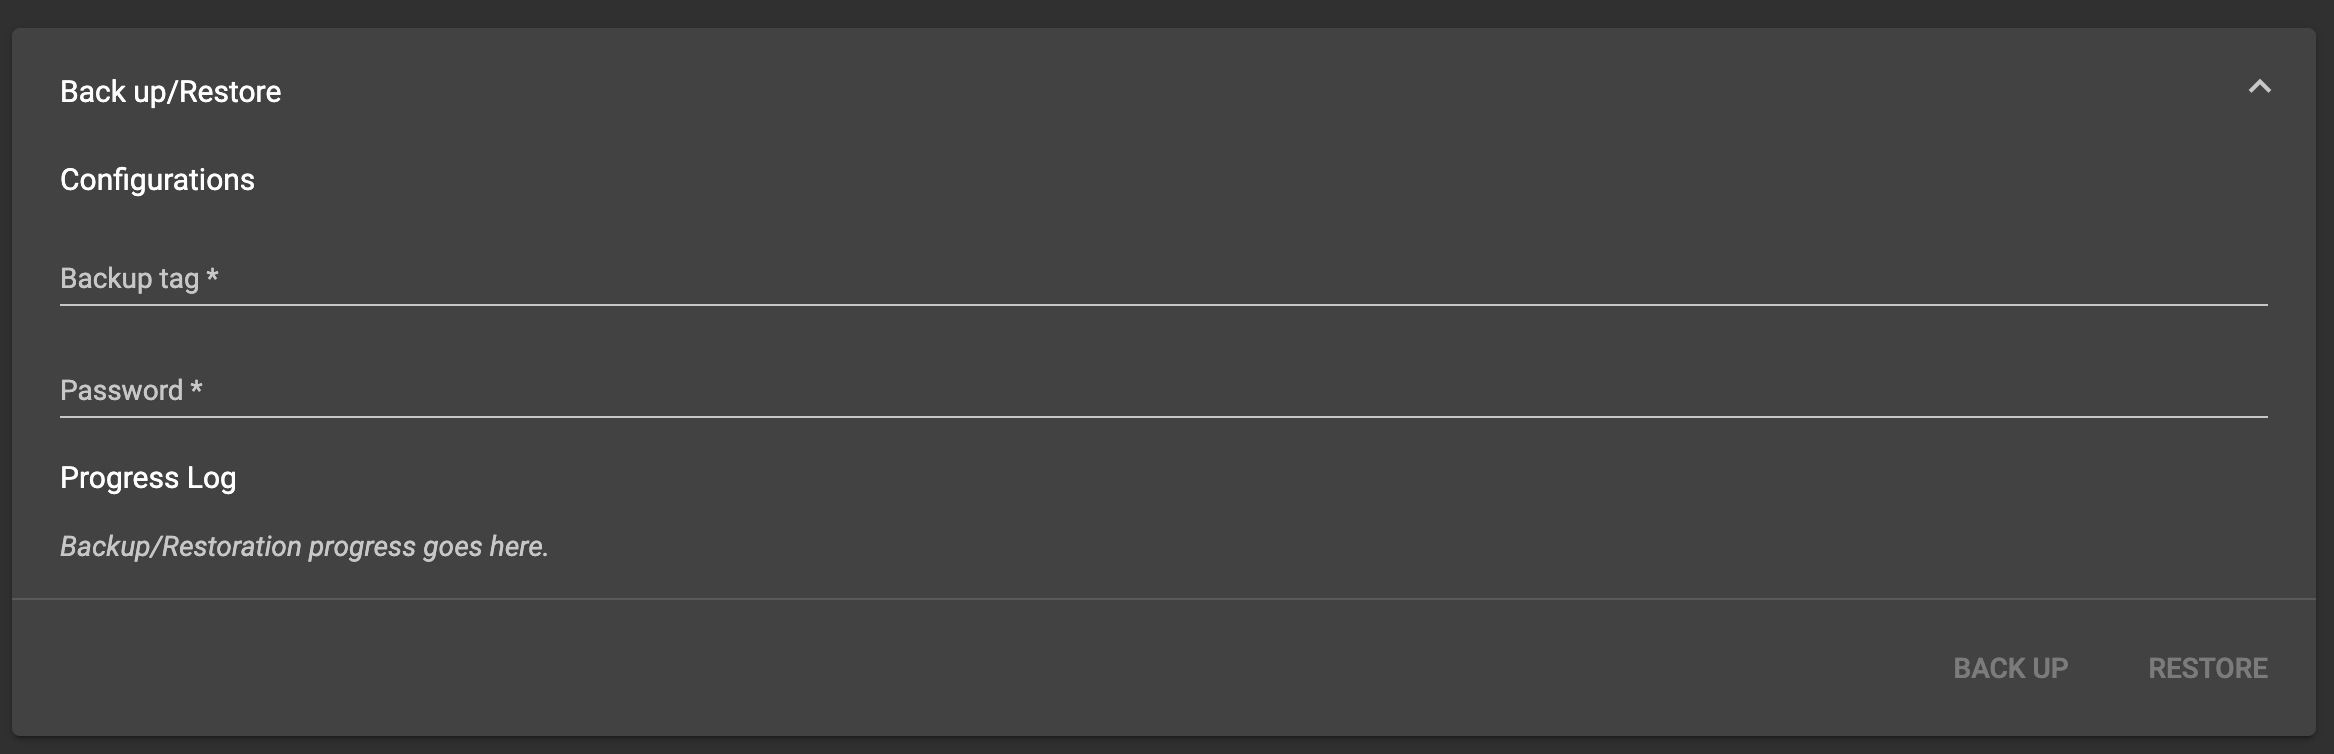 Back up/Restore
Configurations
Backup tag *
Password *
Progress Log
Backup/Restoration progress goes here.
BACK UP RESTORE